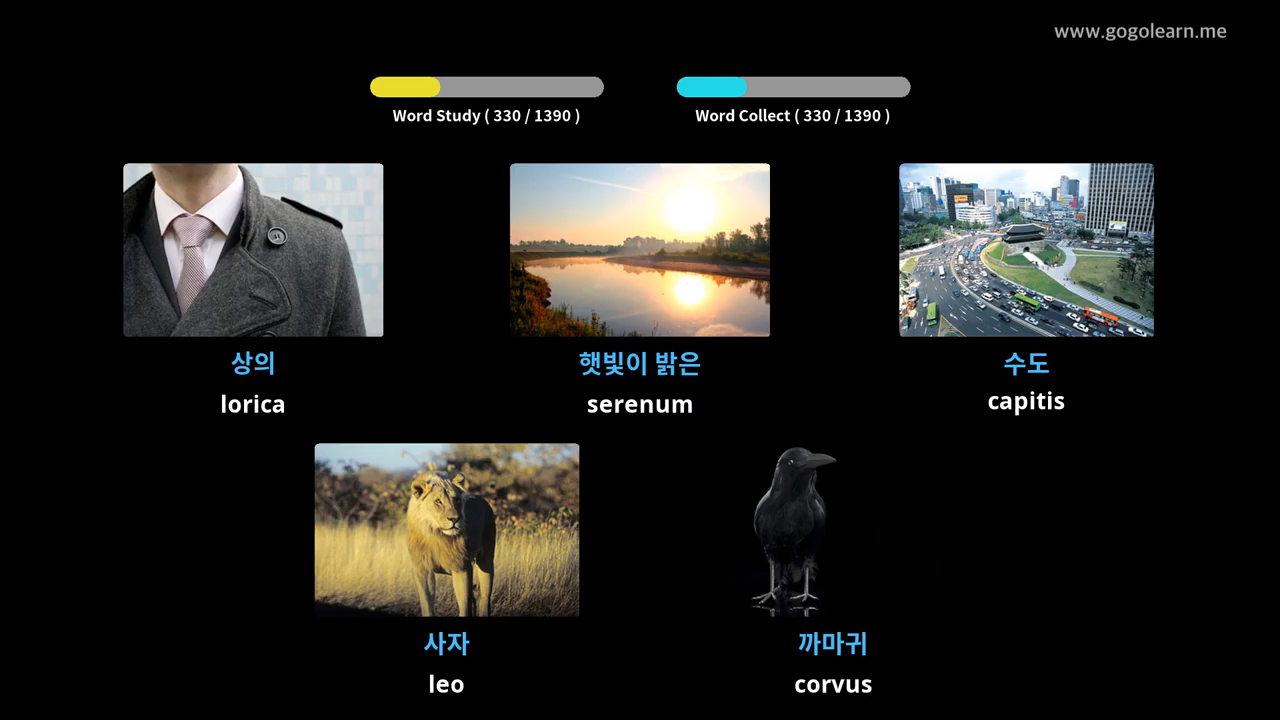 www.gogolearn.me
Word Study ( 330 / 1390 )
Word Collect ( 330 / 1390 )
상의
lorica
햇빛이 밝은
serenum
수도
capitis
사자
leo
까마귀
corvus